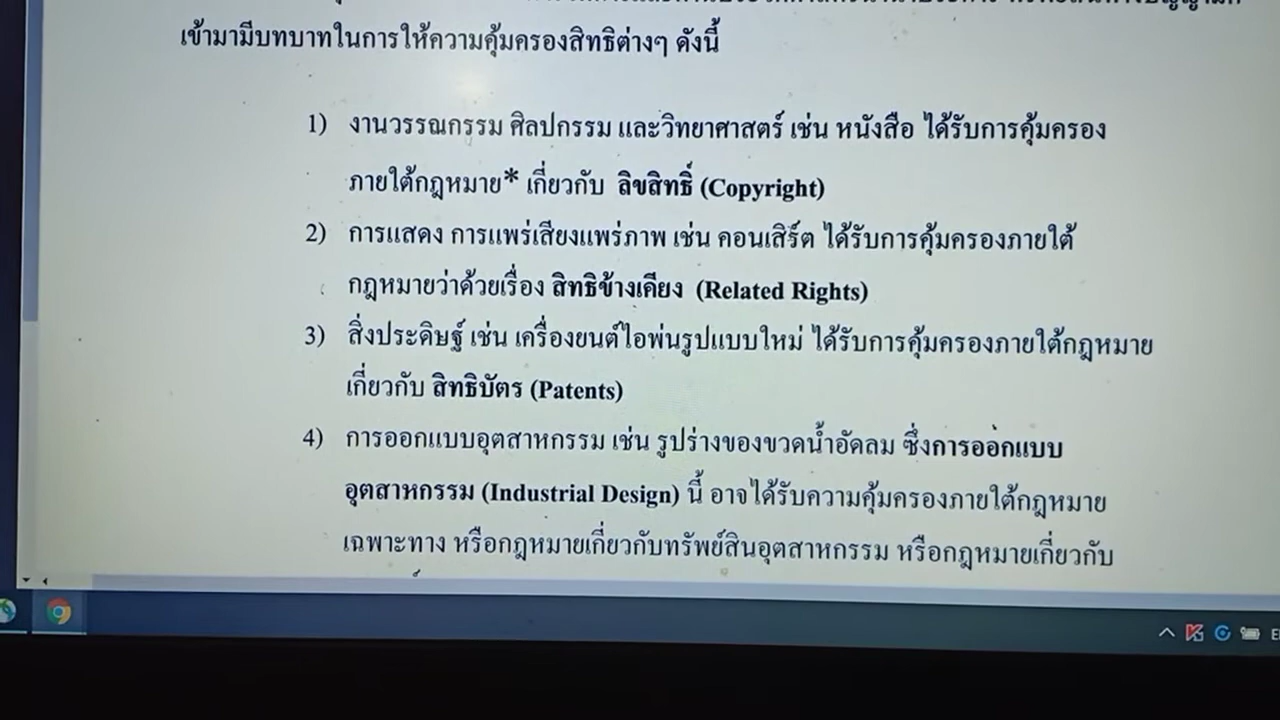 เข้ามามีบทบาทในการให้ความคุ้มครองสิทธิต่างๆ ดังนี้
1) งานวรรณกรรม ศิลปกรรม และวิทยาศาสตร์ เช่น หนังสือ ได้รับการคุ้มครอง
ภายใต้กฎหมาย* เกี่ยวกับ ลิขสิทธิ์ (Copyright)
2) การแสดง การแพร่เสียงแพร่ภาพ เช่น คอนเสิร์ต ได้รับการคุ้มครองภายใต้
กฎหมายว่าด้วยเรื่อง สิทธิข้างเคียง (Related Rights)
3) สิ่งประดิษฐ์ เช่น เครื่องยนต์ไอพ่นรูปแบบใหม่ ได้รับการคุ้มครองภายใต้กฎหมาย
เกี่ยวกับ สิทธิบัตร (Patents)
4) การออกแบบอุตสาหกรรม เช่น รูปร่างของขวดน้ำอัดลม ซึ่งการออกแบบ
อุตสาหกรรม (Industrial Design) นี้ อาจได้รับความคุ้มครองภายใต้กฎหมาย
เฉพาะทาง หรือกฎหมายเกี่ยวกับทรัพย์สินอุตสาหกรรม หรือกฎหมายเกี่ยวกับ